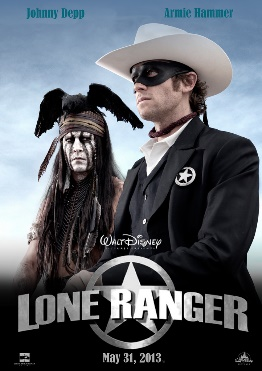 Johnny Depp Armie Hammer
WALT DISNEY
LONE RANGER
May 31, 2013